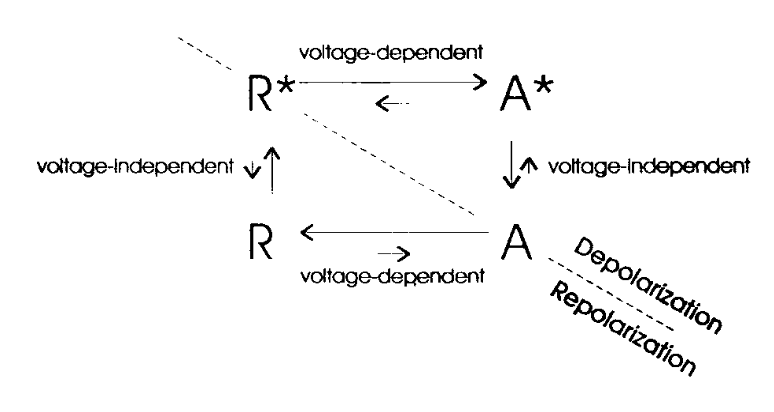 voltage-dependent
R* A*
voltage-independent voltage-independent
R A
voltage-dependent
Depolarization
Repolarization